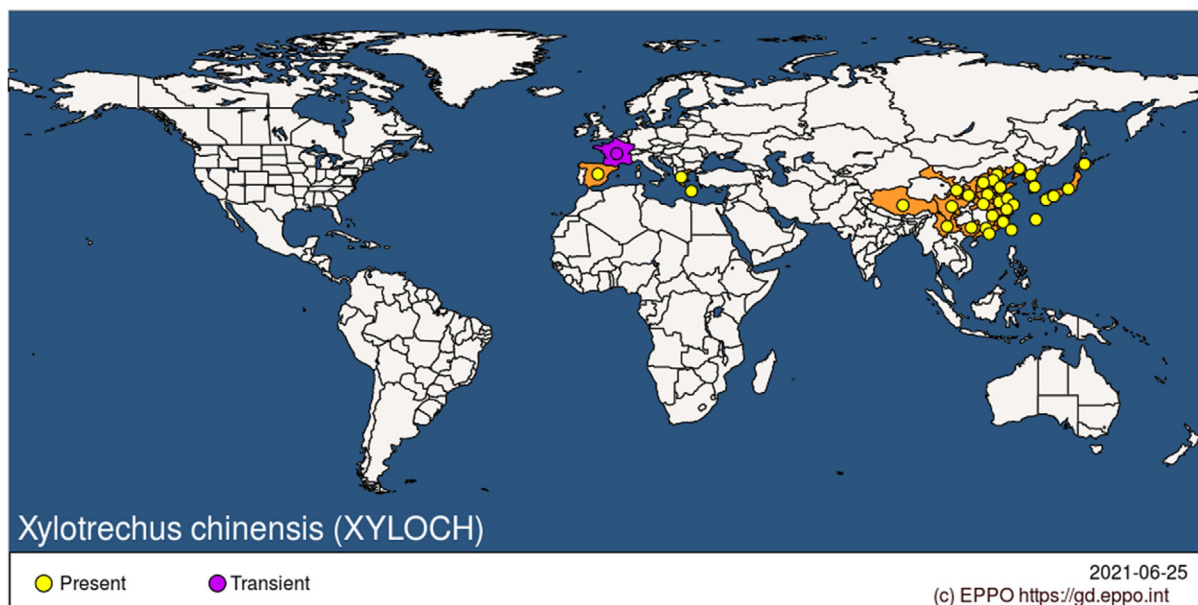 Xylotrechus chinensis (XYLOCH)
Present
Transient
2021-06-25
(c) EPPO https://gd.eppo.int